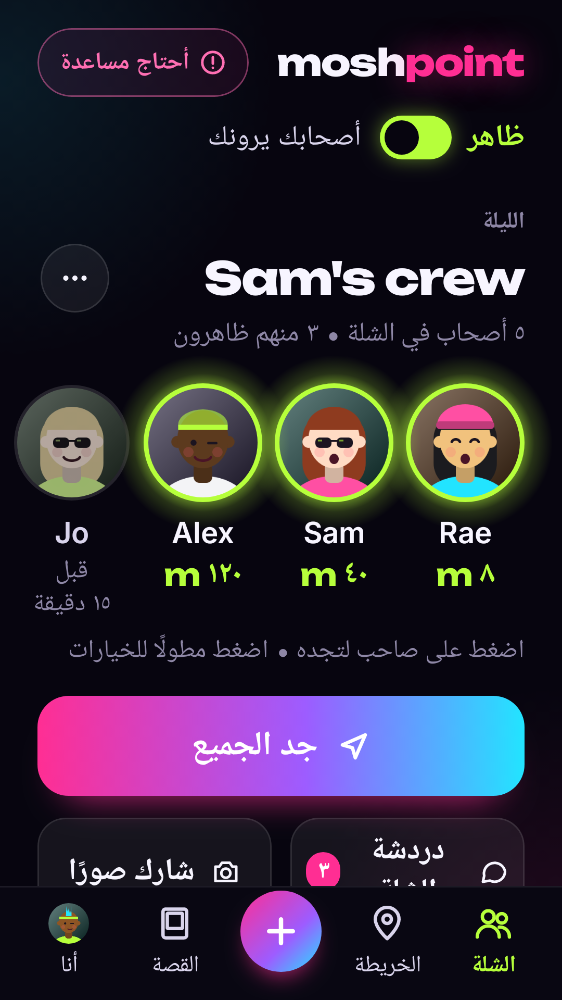 moshpoint
أحتاج مساعدة
ظاهر
أصحابك يرونك
الليلة
Sam's crew
٥ أصحاب في الشلة • ٣ منهم ظاهرون
Rae
٨ m
Sam
٤٠ m
Alex
١٢٠ m
Jo
قبل
١٥ دقيقة
اضغط على صاحب لتجده • اضغط مطولًا للخيارات
جد الجميع
دردشة
٣
شارك صورًا
الشلة
الخريطة
القصة
أنا